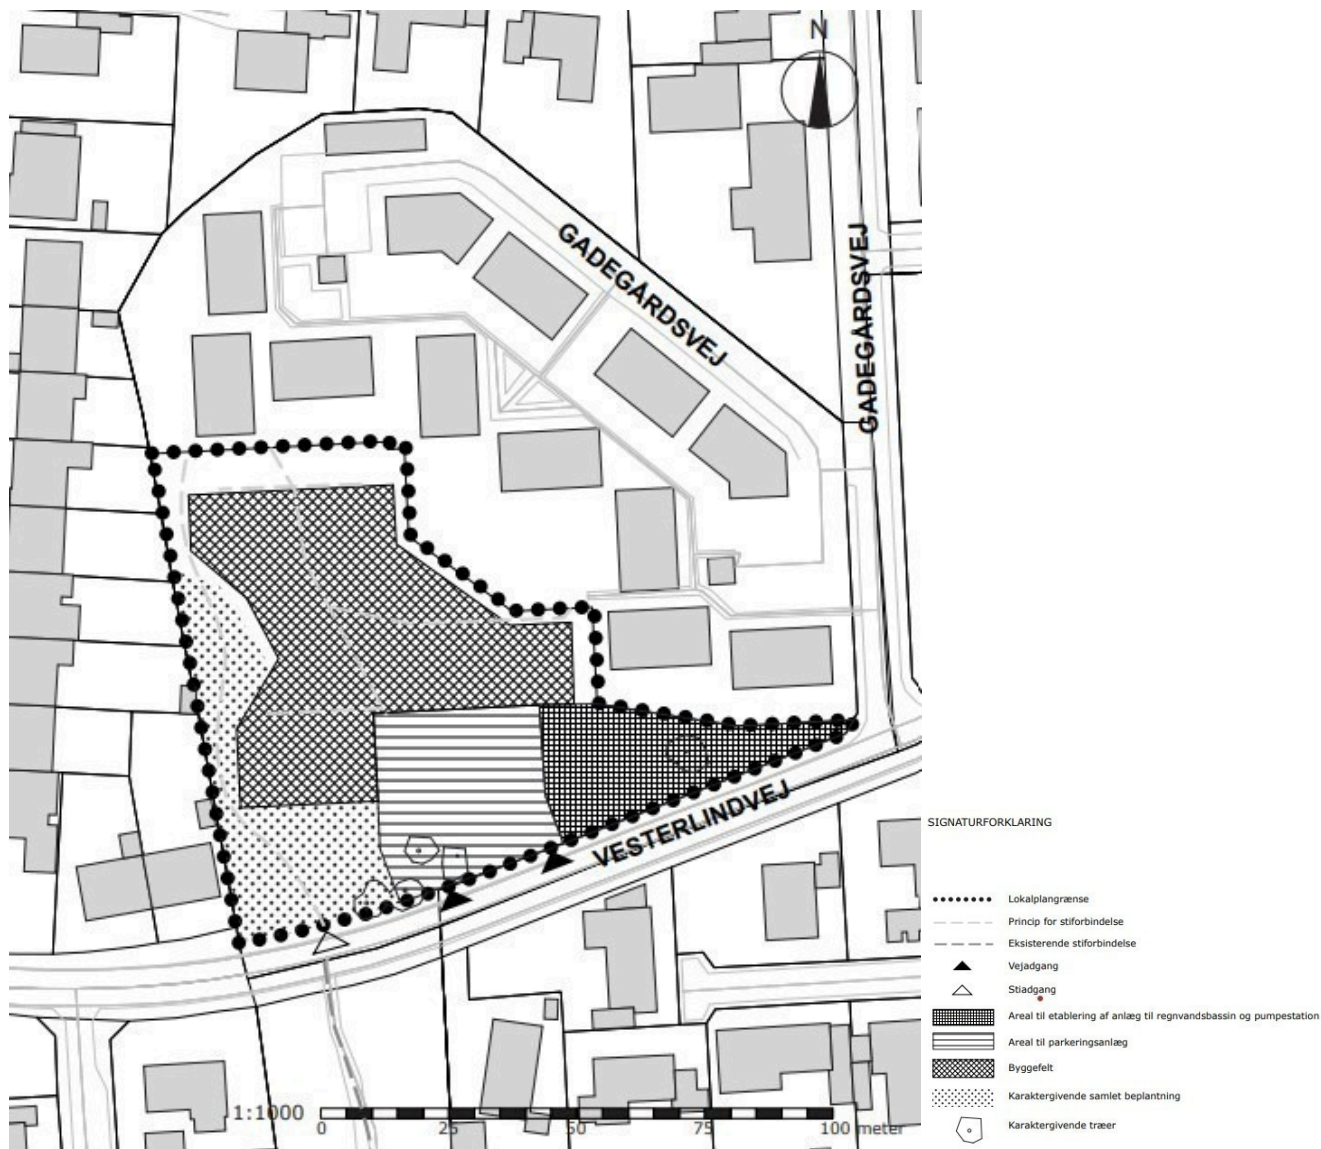 N
GADEGÅRDSVEJ
GADEGÅRDSVEJ
VESTERLINDVEJ
SIGNATURFORKLARING
Lokalplangrænse
Princip for stiforbindelse
Eksisterende stiforbindelse
Vejadgang
Stiadgang
Areal til etablering af anlæg til regnvandsbassin og pumpestation
Areal til parkeringsanlæg
Byggefelt
Karaktergivende samlet beplantning
Karaktergivende træer
1:1000
0 25 50 75 100 meter